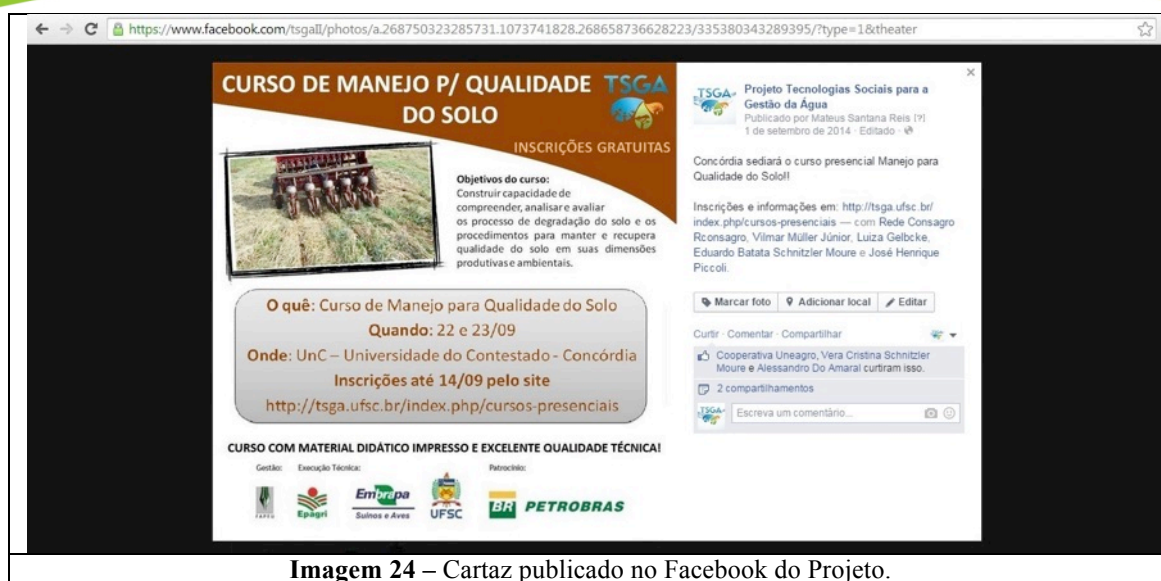 https://www.facebook.com/tsgaII/photos/a.268750323285731.1073741828.268658736628223/335380343289395/?type=1&theater
CURSO DE MANEJO P/ QUALIDADE
DO SOLO
TSGA
INSCRIÇÕES GRATUITAS
Objetivos do curso:
Construir capacidade de
compreender, analisar e avaliar
os processo de degradação do solo e os
procedimentos para manter e recupera
qualidade do solo em suas dimensões
produtivas e ambientais.
O quê: Curso de Manejo para Qualidade do Solo
Quando: 22 e 23/09
Onde: UnC – Universidade do Contestado - Concórdia
Inscrições até 14/09 pelo site
http://tsga.ufsc.br/index.php/cursos-presenciais
CURSO COM MATERIAL DIDÁTICO IMPRESSO E EXCELENTE QUALIDADE TÉCNICA!
Gestão: Execução Técnica: Patrocínio:
FAPEU
Epagri
Embrapa
Suínos e Aves
UFSC
BR PETROBRAS
TSGA
Projeto Tecnologias Sociais para a
Gestão da Água
Publicado por Mateus Santana Reis [?]
1 de setembro de 2014 · Editado ·
Concórdia sediará o curso presencial Manejo para
Qualidade do Solo!!
Inscrições e informações em: http://tsga.ufsc.br/
index.php/cursos-presenciais — com Rede Consagro
Rconsagro, Vilmar Müller Júnior, Luiza Gelbcke,
Eduardo Batata Schnitzler Moure e José Henrique
Piccoli.
Marcar foto Adicionar local Editar
Curtir · Comentar · Compartilhar
Cooperativa Uneagro, Vera Cristina Schnitzler
Moure e Alessandro Do Amaral curtiram isso.
2 compartilhamentos
TSGA
Escreva um comentário...
Imagem 24 – Cartaz publicado no Facebook do Projeto.